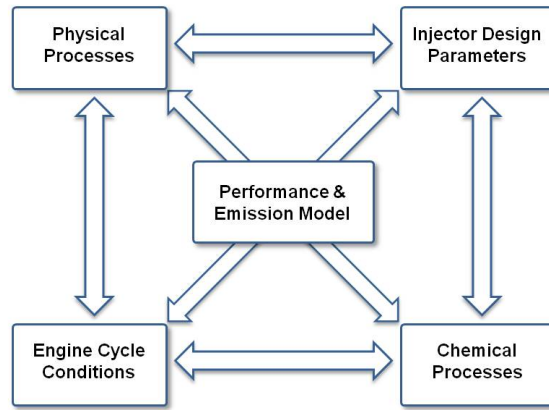 Physical
Processes
Injector Design
Parameters
Performance &
Emission Model
Engine Cycle
Conditions
Chemical
Processes